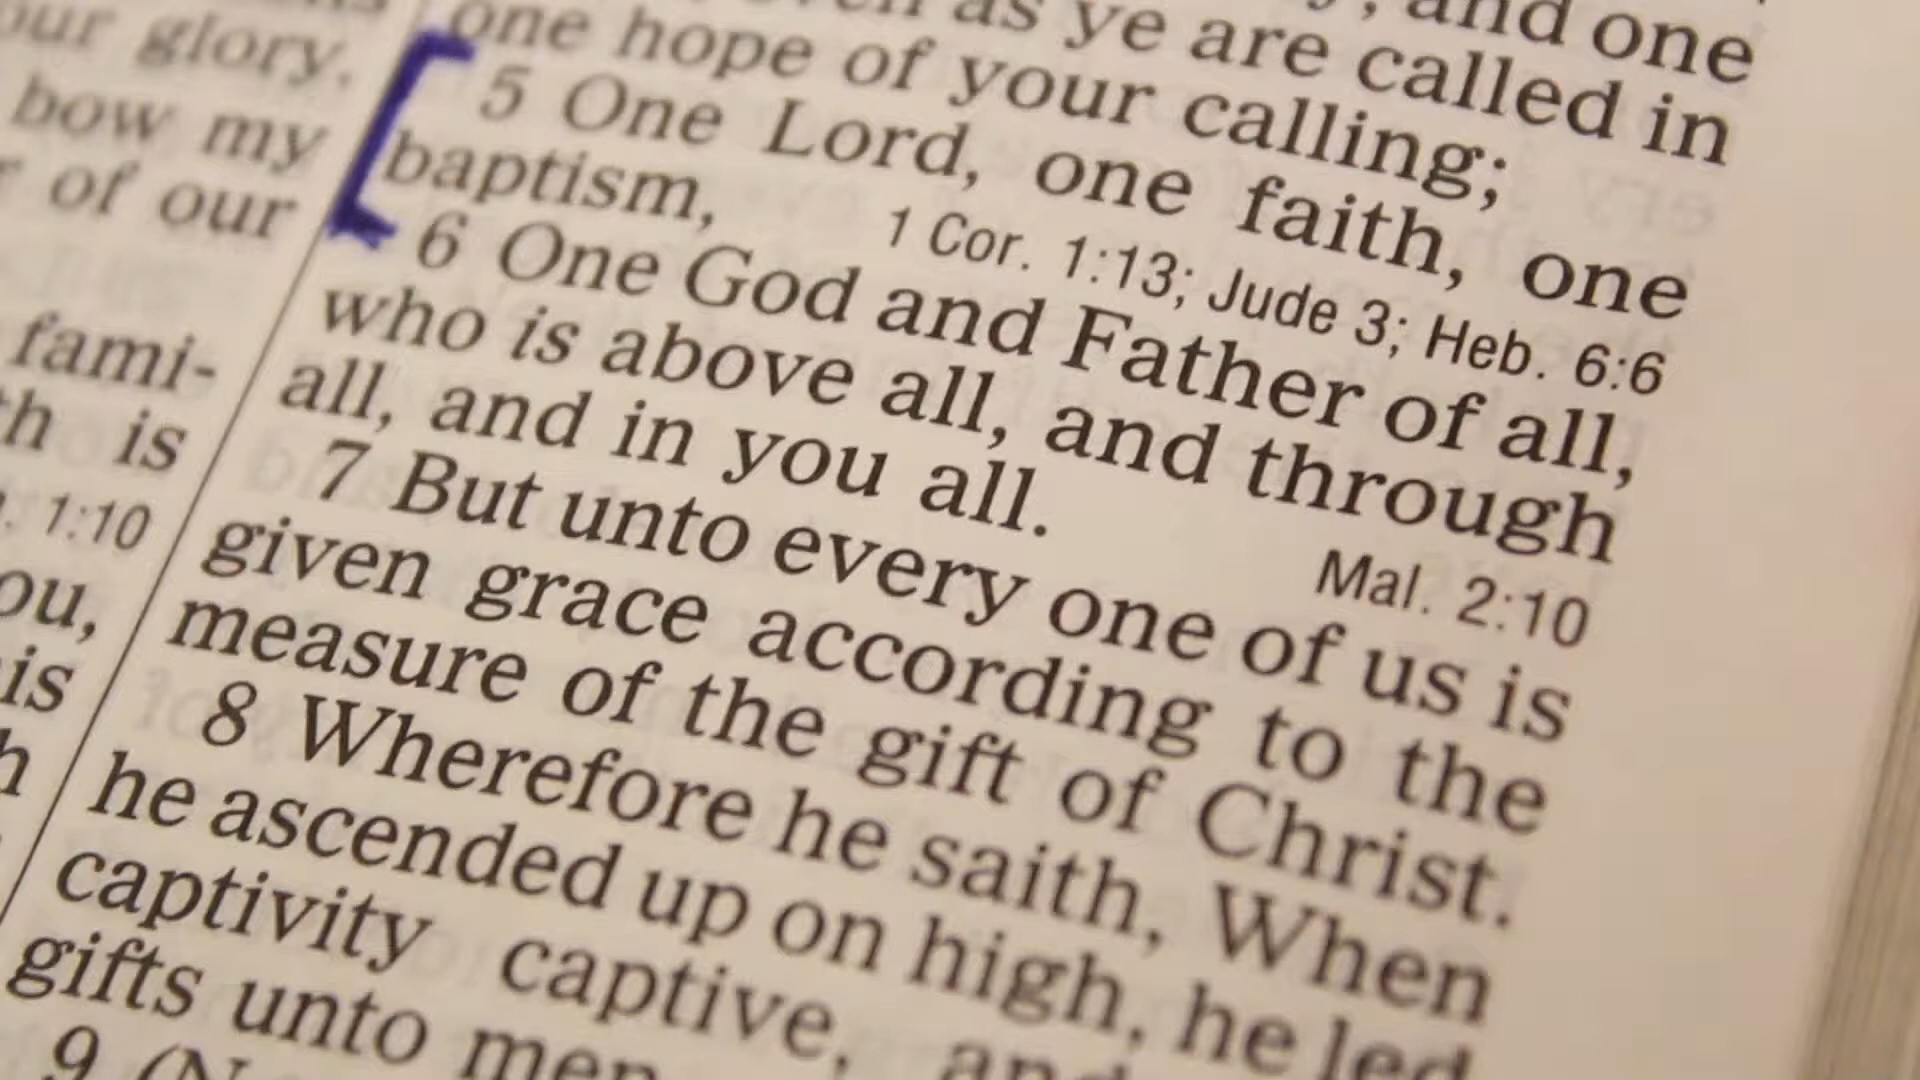 our glory.
bow my
of our
fami-
th is
1:10
ou,
is
h
, and one
as ye are called in
one hope of your calling;
5 One Lord, one faith, one
baptism,
1 Cor. 1:13; Jude 3; Heb. 6:6
6 One God and Father of all,
who is above all, and through
all, and in you all.
Mal. 2:10
7 But unto every one of us is
given grace according to the
measure of the gift of Christ.
8 Wherefore he saith, When
he ascended up on high, he led
captivity captive, and
gifts unto men
9 (N